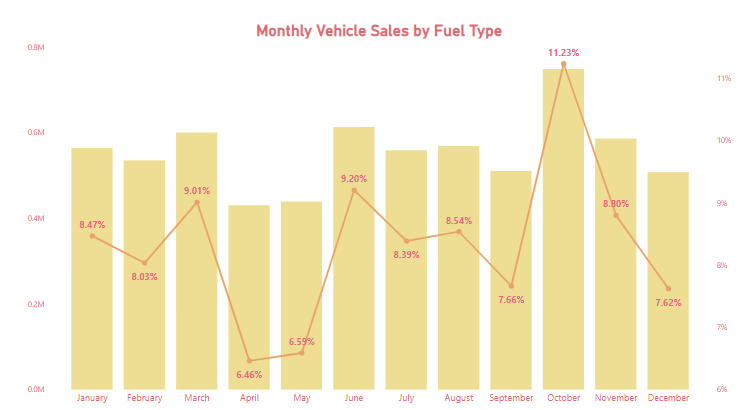 Monthly Vehicle Sales by Fuel Type
0.8M
0.6M
0.4M
0.2M
0.0M
11%
10%
9%
8%
7%
6%
8.47%
8.03%
9.01%
6.46%
6.59%
9.20%
8.39%
8.54%
7.66%
11.23%
8.80%
7.62%
January February March April May June July August September October November December